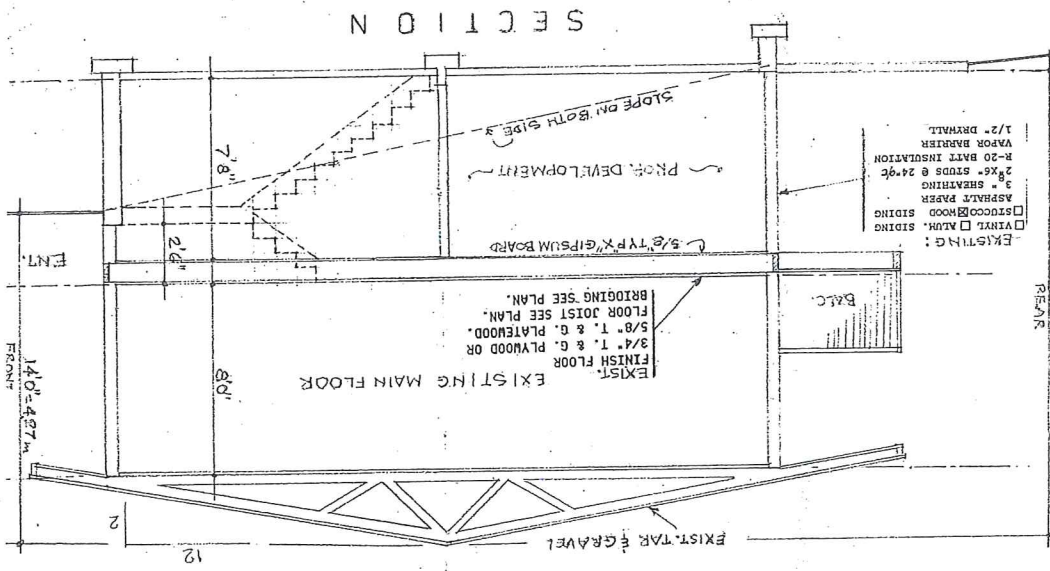 EXIST. TAR & GRAVEL
12
2
14'0" = 4.27 m
FRONT
REAR
8'0"
EXISTING MAIN FLOOR
EXIST.
FINISH FLOOR
3/4" T. & G. PLYWOOD OR
5/8" T. & G. PLATEWOOD.
FLOOR JOIST SEE PLAN.
BRIDGING SEE PLAN.
BALC.
ENT.
2'6"
5/8" TYP "X" GIPSUM BOARD
EXISTING:
☐ VINYL ☐ ALUM. SIDING
☐ STUCCO ☒ WOOD SIDING
ASPHALT PAPER
3/8" SHEATHING
2"x6" STUDS @ 24" o/c
R-20 BATT INSULATION
VAPOR BARRIER
1/2" DRYWALL
PROP. DEVELOPMENT
SLOPE ON BOTH SIDE
7'8"
SECTION